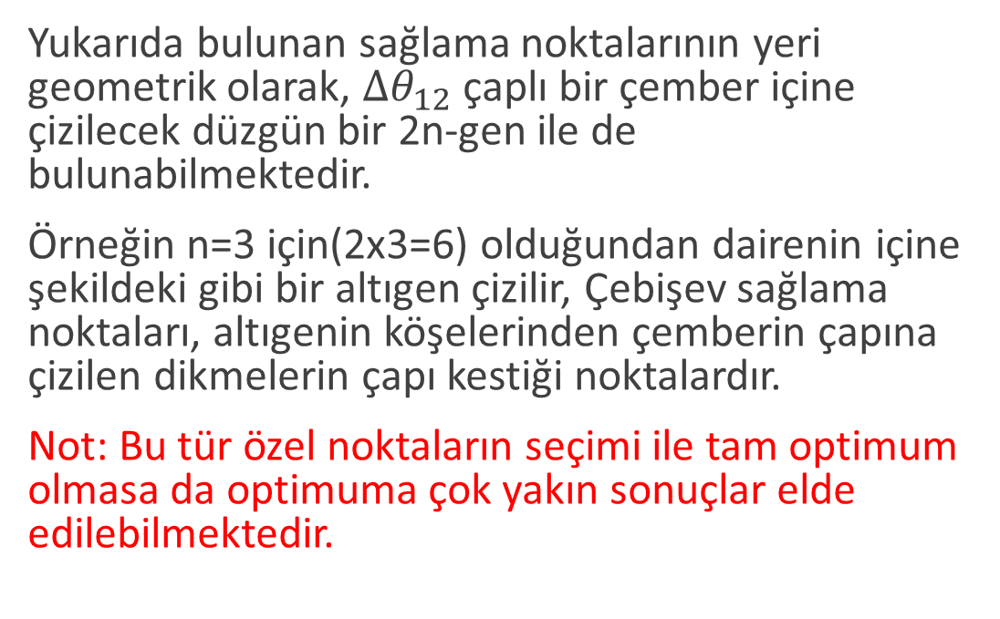 Yukarıda bulunan sağlama noktalarının yeri
geometrik olarak, Δ𝜃₁₂ çaplı bir çember içine
çizilecek düzgün bir 2n-gen ile de
bulunabilmektedir.
Örneğin n=3 için(2x3=6) olduğundan dairenin içine
şekildeki gibi bir altıgen çizilir, Çebişev sağlama
noktaları, altıgenin köşelerinden çemberin çapına
çizilen dikmelerin çapı kestiği noktalardır.
Not: Bu tür özel noktaların seçimi ile tam optimum
olmasa da optimuma çok yakın sonuçlar elde
edilebilmektedir.